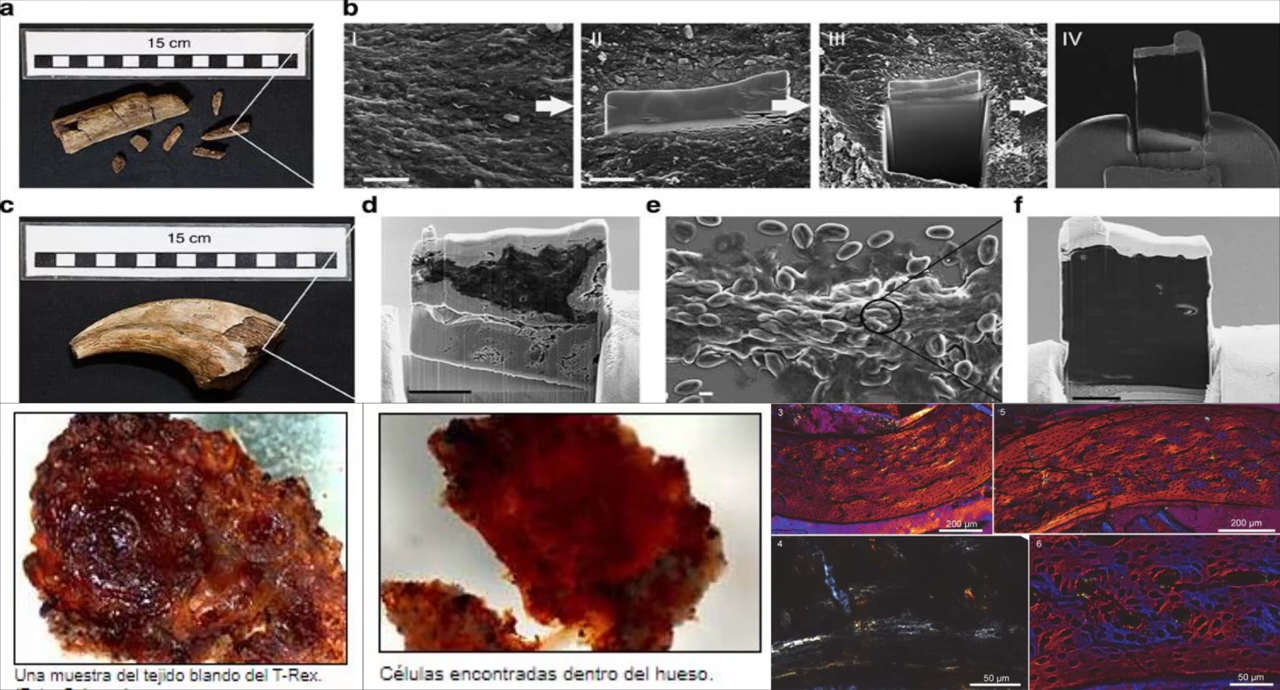 a
15 cm
b
I
II
III
IV
c
15 cm
d
e
f
Una muestra del tejido blando del T-Rex.
Células encontradas dentro del hueso.
3
200 µm
5
200 µm
4
50 µm
6
50 µm